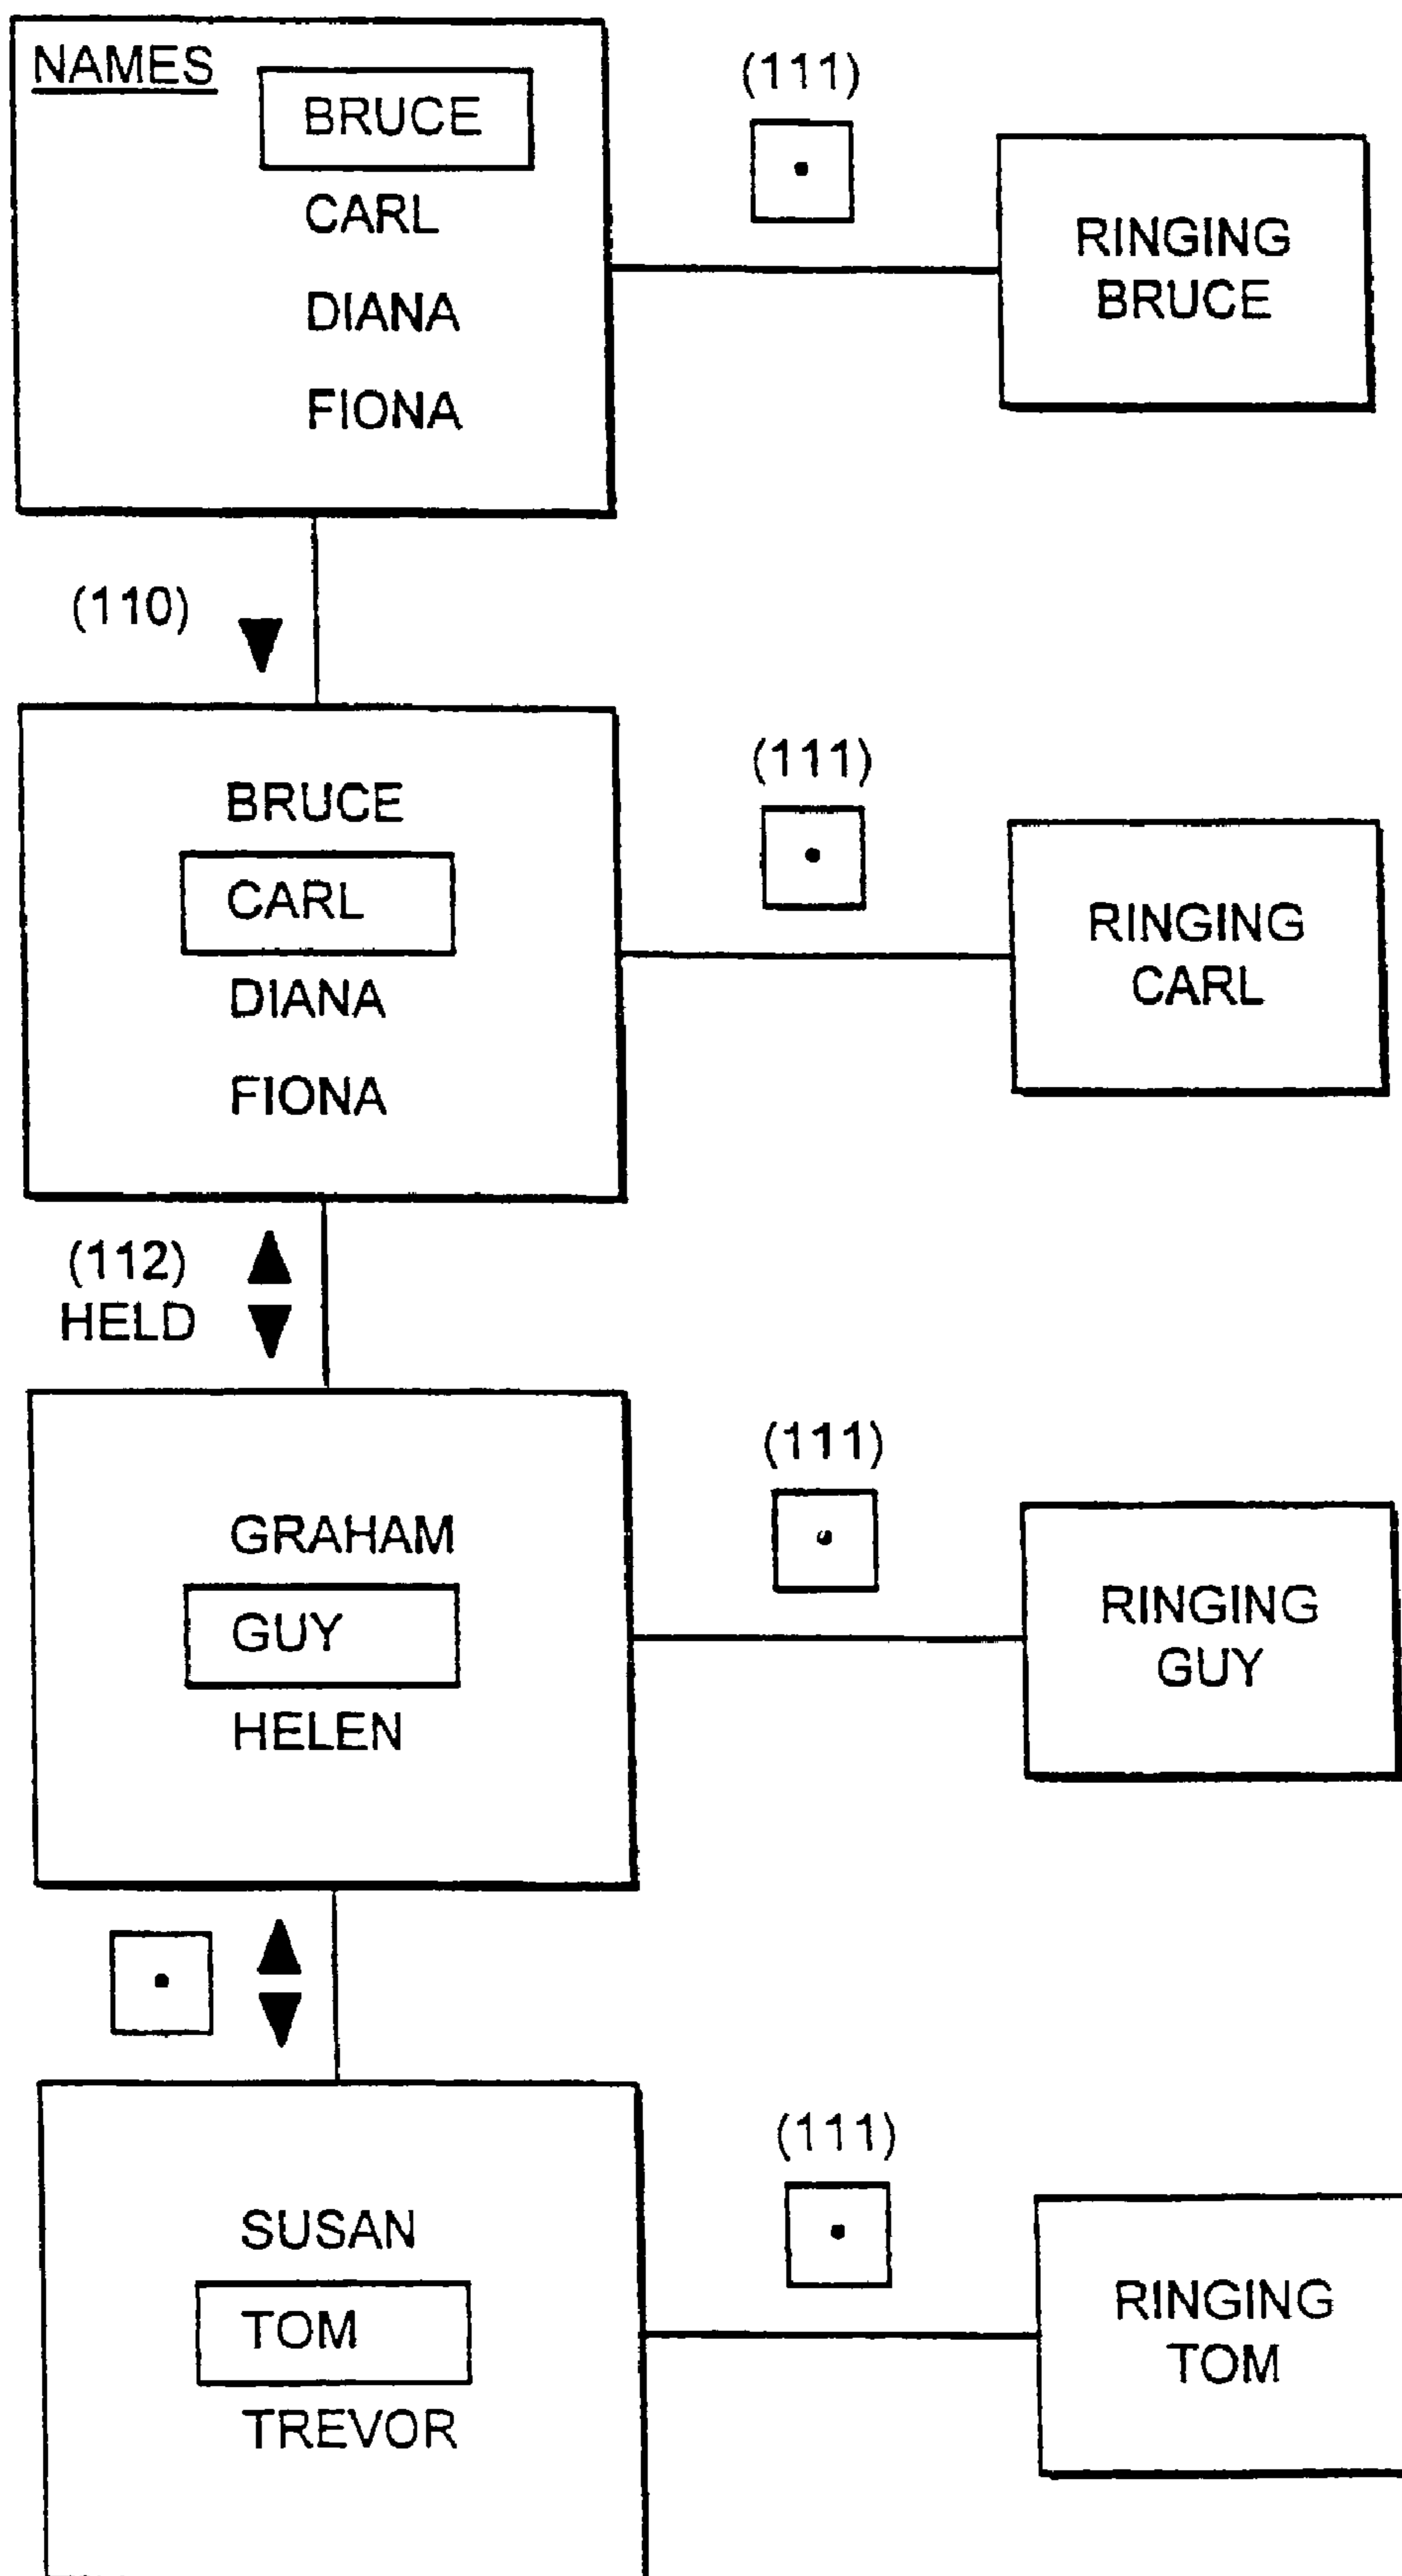 NAMES
BRUCE
CARL
DIANA
FIONA
(111)
RINGING
BRUCE
(110)
BRUCE
CARL
DIANA
FIONA
(111)
RINGING
CARL
(112)
HELD
GRAHAM
GUY
HELEN
(111)
RINGING
GUY
SUSAN
TOM
TREVOR
(111)
RINGING
TOM